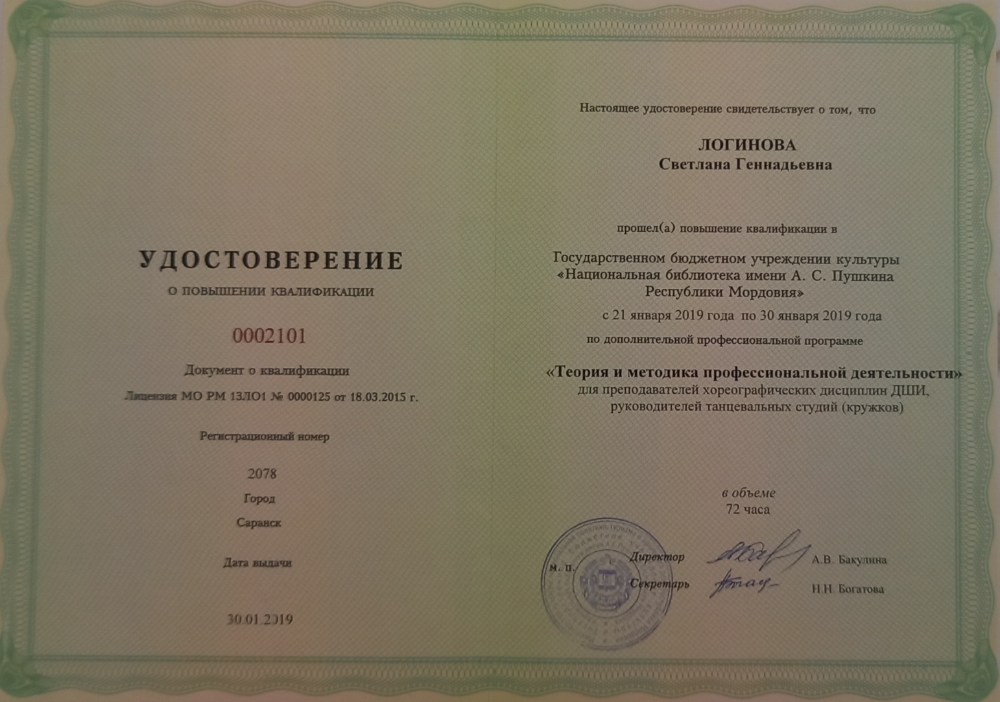 УДОСТОВЕРЕНИЕ
О ПОВЫШЕНИИ КВАЛИФИКАЦИИ
0002101
Документ о квалификации
Лицензия МО РМ 13ЛО1 № 0000125 от 18.03.2015 г.
Регистрационный номер
2078
Город
Саранск
Дата выдачи
30.01.2019
Настоящее удостоверение свидетельствует о том, что
ЛОГИНОВА
Светлана Геннадьевна
прошел(а) повышение квалификации в
Государственном бюджетном учреждении культуры
«Национальная библиотека имени А. С. Пушкина
Республики Мордовия»
с 21 января 2019 года по 30 января 2019 года
по дополнительной профессиональной программе
«Теория и методика профессиональной деятельности»
для преподавателей хореографических дисциплин ДШИ,
руководителей танцевальных студий (кружков)
в объеме
72 часа
м. п.
Директор А.В. Бакулина
Секретарь Н.Н. Богатова